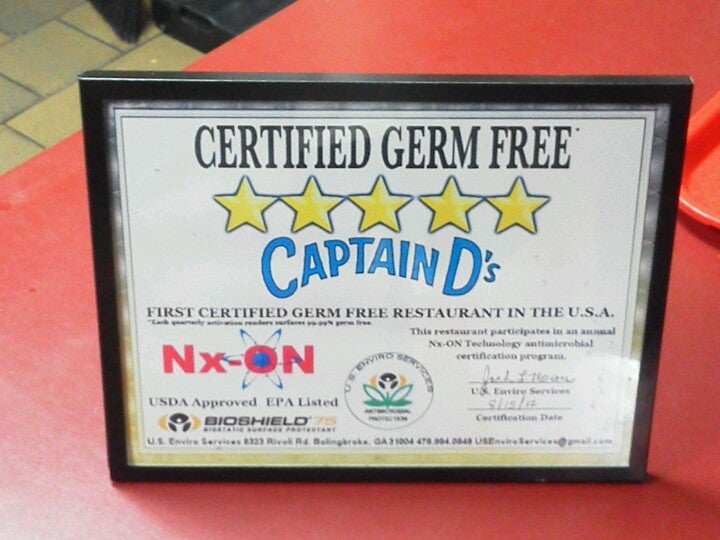 CERTIFIED GERM FREE*
CAPTAIN D's
FIRST CERTIFIED GERM FREE RESTAURANT IN THE U.S.A.
*Each quarterly activation renders surfaces 99.99% germ free.
This restaurant participates in an annual
Nx-ON Technology antimicrobial
certification program.
Nx-ON
USDA Approved EPA Listed
BIOSHIELD 75
BIOSTATIC SURFACE PROTECTANT
U.S. ENVIRO SERVICES
ANTIMICROBIAL
PROTECTION
U.S. Enviro Services
Certification Date
U.S. Enviro Services 8323 Rivoli Rd. Bolingbroke, GA 31004 478.994.0848 USEnviroServices@gmail.com